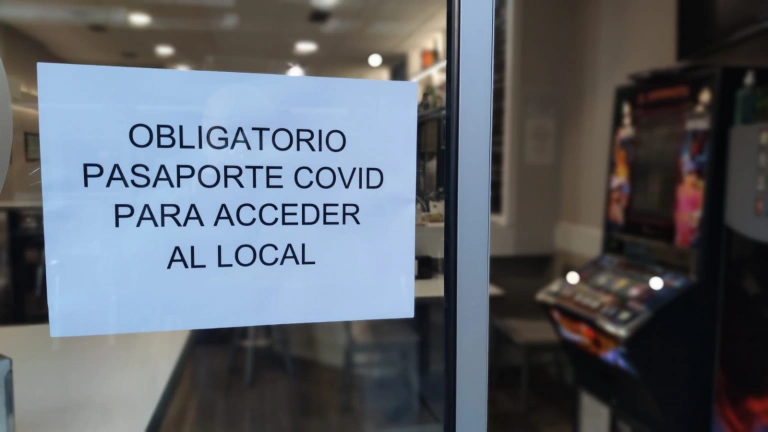 OBLIGATORIO
PASAPORTE COVID
PARA ACCEDER
AL LOCAL